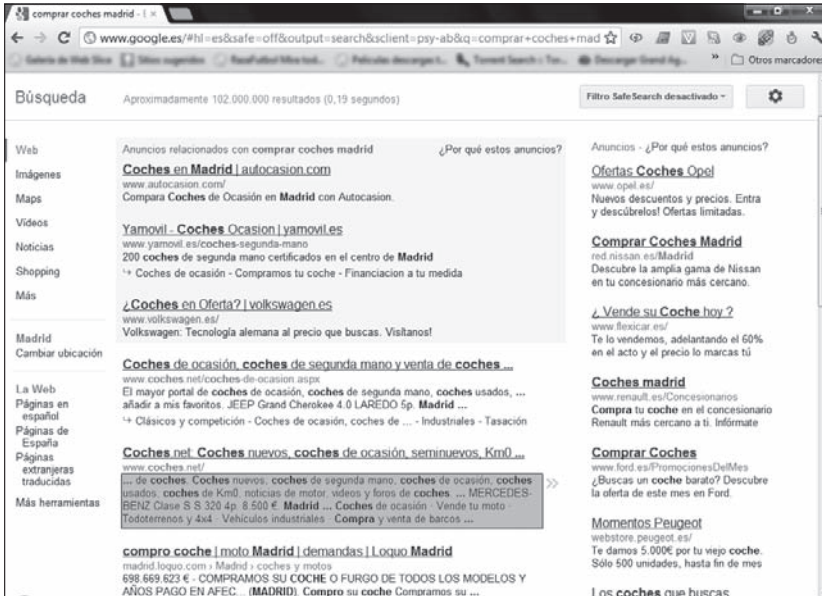 comprar coches madrid - 
www.google.es/#hl=es&safe=off&output=search&sclient=psy-ab&q=comprar+coches+mad
Otros marcadores
Búsqueda
Aproximadamente 102.000.000 resultados (0,19 segundos)
Filtro SafeSearch desactivado
Web
Imágenes
Maps
Vídeos
Noticias
Shopping
Más
Madrid
Cambiar ubicación
La Web
Páginas en
español
Páginas de
España
Páginas
extranjeras
traducidas
Más herramientas
Anuncios relacionados con comprar coches madrid
¿Por qué estos anuncios?
Coches en Madrid | autocasion.com
www.autocasion.com/
Compara Coches de Ocasión en Madrid con Autocasion.
Yamovil - Coches Ocasion | yamovil.es
www.yamovil.es/coches-segunda-mano
200 coches de segunda mano certificados en el centro de Madrid
Coches de ocasión - Compramos tu coche - Financiacion a tu medida
¿Coches en Oferta? | volkswagen.es
www.volkswagen.es/
Volkswagen: Tecnología alemana al precio que buscas. Visítanos!
Coches de ocasión, coches de segunda mano y venta de coches ...
www.coches.net/coches-de-ocasion.aspx
El mayor portal de coches de ocasión, coches de segunda mano, coches usados, ...
añadir a mis favoritos. JEEP Grand Cherokee 4.0 LAREDO 5p. Madrid ...
Clásicos y competición - Coches de ocasión, coches de ... - Industriales - Tasación
Coches.net: Coches nuevos, coches de ocasión, seminuevos, Km0 ...
www.coches.net/
... de coches. Coches nuevos, coches de segunda mano, coches de ocasión, coches
usados, coches de Km0, noticias de motor, videos y foros de coches. ... MERCEDES-
BENZ Clase S S 320 4p. 8.500 €. Madrid ... Coches de ocasión · Vende tu moto ·
Todoterrenos y 4x4 · Vehículos industriales · Compra y venta de barcos ...
compro coche | moto Madrid | demandas | Loquo Madrid
madrid.loquo.com › Madrid › coches y motos
698.669.623 € - COMPRAMOS SU COCHE O FURGO DE TODOS LOS MODELOS Y
AÑOS PAGO EN AFEC... (MADRID). Compro su coche Compramos su ...
Anuncios - ¿Por qué estos anuncios?
Ofertas Coches Opel
www.opel.es/
Nuevos descuentos y precios. Entra
y descúbrelos! Ofertas limitadas.
Comprar Coches Madrid
red.nissan.es/Madrid
Descubre la amplia gama de Nissan
en tu concesionario más cercano.
¿ Vende su Coche hoy ?
www.flexicar.es/
Te lo vendemos, adelantando el 60%
en el acto y el precio lo marcas tú
Coches madrid
www.renault.es/Concesionarios
Compra tu coche en el concesionario
Renault más cercano a ti. Infórmate
Comprar Coches
www.ford.es/PromocionesDelMes
¿Buscas un coche barato? Descubre
la oferta de este mes en Ford.
Momentos Peugeot
webstore.peugeot.es/
Te damos 5.000€ por tu viejo coche.
Sólo 500 unidades, hasta fin de mes
Los coches que buscas